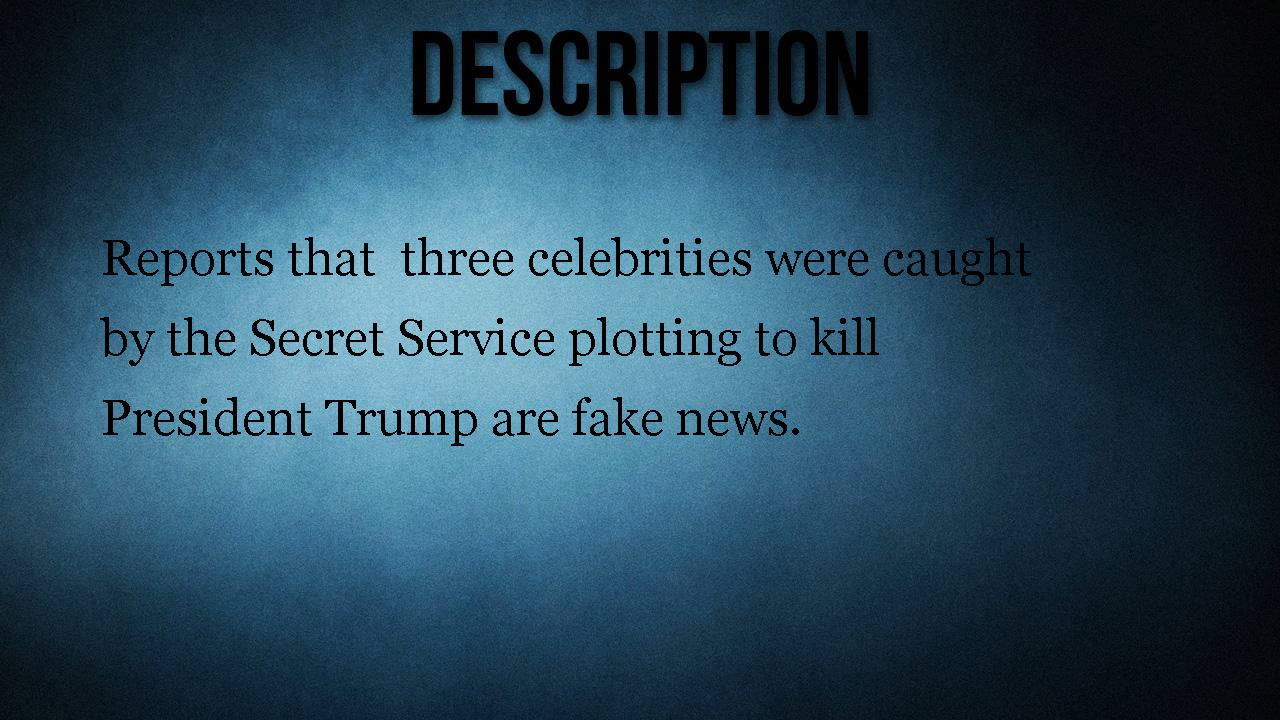 DESCRIPTION
Reports that  three celebrities were caught
by the Secret Service plotting to kill
President Trump are fake news.